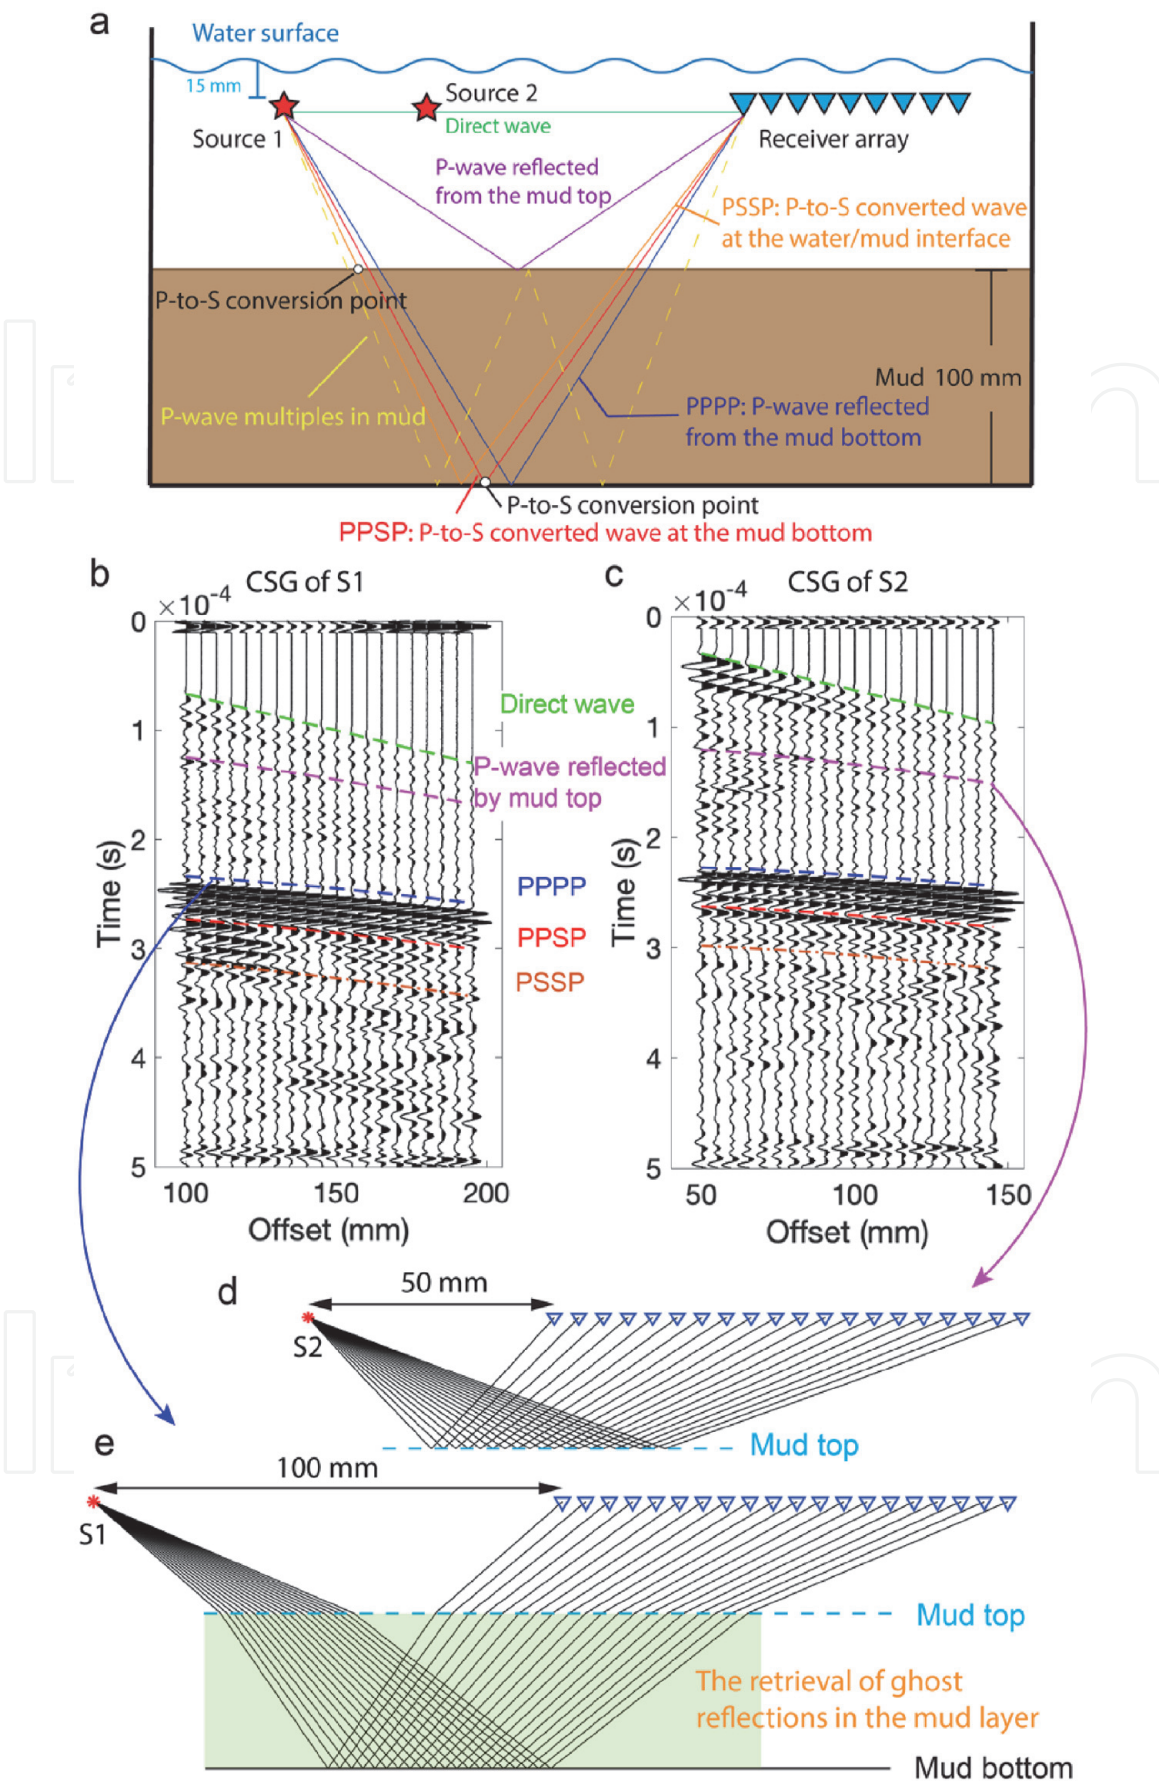 a
Water surface
15 mm
Source 1
Source 2
Direct wave
Receiver array
P-wave reflected
from the mud top
PSSP: P-to-S converted wave
at the water/mud interface
P-to-S conversion point
P-wave multiples in mud
Mud 100 mm
PPPP: P-wave reflected
from the mud bottom
P-to-S conversion point
PPSP: P-to-S converted wave at the mud bottom
b
CSG of S1
×10-4
0
1
2
3
4
5
Time (s)
100 150 200
Offset (mm)
Direct wave
P-wave reflected
by mud top
PPPP
PPSP
PSSP
c
CSG of S2
×10-4
0
1
2
3
4
5
Time (s)
50 100 150
Offset (mm)
d
50 mm
S2
Mud top
e
100 mm
S1
Mud top
The retrieval of ghost
reflections in the mud layer
Mud bottom